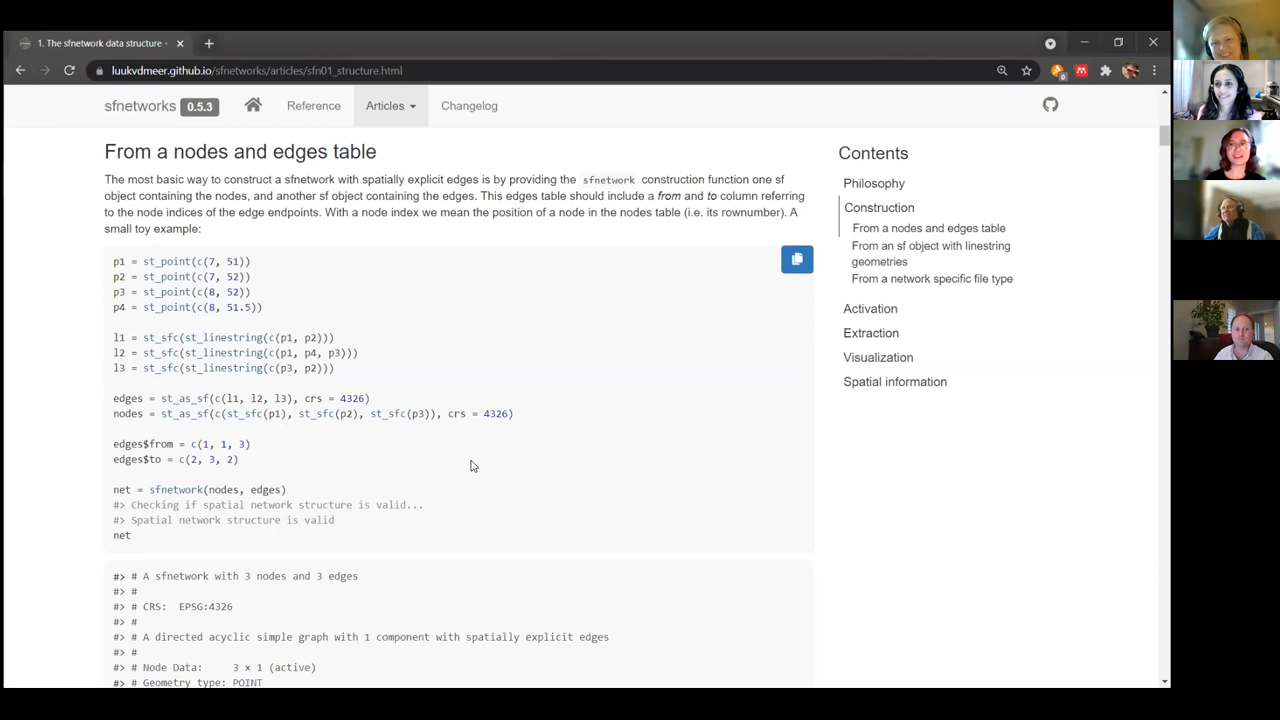 1. The sfnetwork data structure
luukvdmeer.github.io/sfnetworks/articles/sfn01_structure.html
sfnetworks 0.5.3 Reference Articles Changelog
From a nodes and edges table
The most basic way to construct a sfnetwork with spatially explicit edges is by providing the sfnetwork construction function one sf
object containing the nodes, and another sf object containing the edges. This edges table should include a from and to column referring
to the node indices of the edge endpoints. With a node index we mean the position of a node in the nodes table (i.e. its rownumber). A
small toy example:
p1 = st_point(c(7, 51))
p2 = st_point(c(7, 52))
p3 = st_point(c(8, 52))
p4 = st_point(c(8, 51.5))
l1 = st_sfc(st_linestring(c(p1, p2)))
l2 = st_sfc(st_linestring(c(p1, p4, p3)))
l3 = st_sfc(st_linestring(c(p3, p2)))
edges = st_as_sf(c(l1, l2, l3), crs = 4326)
nodes = st_as_sf(c(st_sfc(p1), st_sfc(p2), st_sfc(p3)), crs = 4326)
edges$from = c(1, 1, 3)
edges$to = c(2, 3, 2)
net = sfnetwork(nodes, edges)
#> Checking if spatial network structure is valid...
#> Spatial network structure is valid
net
#> # A sfnetwork with 3 nodes and 3 edges
#> #
#> # CRS:  EPSG:4326
#> #
#> # A directed acyclic simple graph with 1 component with spatially explicit edges
#> #
#> # Node Data:     3 × 1 (active)
#> # Geometry type: POINT
Contents
Philosophy
Construction
From a nodes and edges table
From an sf object with linestring
geometries
From a network specific file type
Activation
Extraction
Visualization
Spatial information